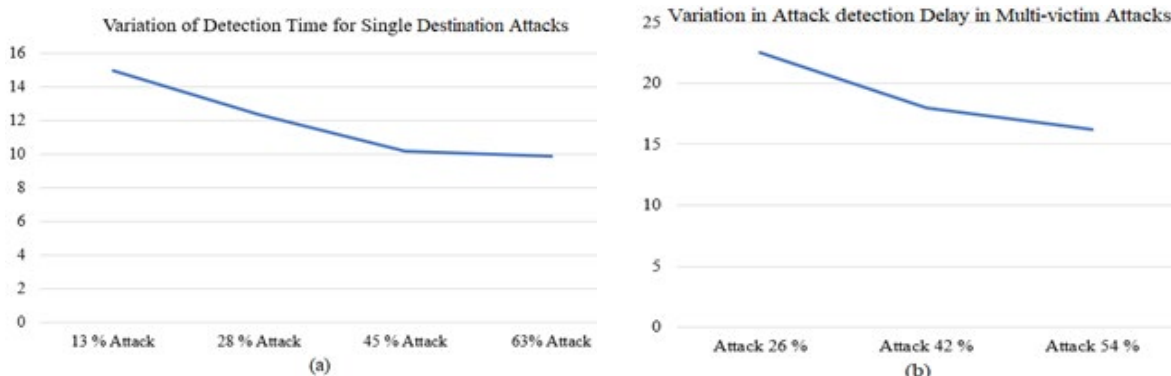 Variation of Detection Time for Single Destination Attacks
16
14
12
10
8
6
4
2
0
13 % Attack 28 % Attack 45 % Attack 63% Attack
(a)
Variation in Attack detection Delay in Multi-victim Attacks
25
20
15
10
5
0
Attack 26 % Attack 42 % Attack 54 %
(b)